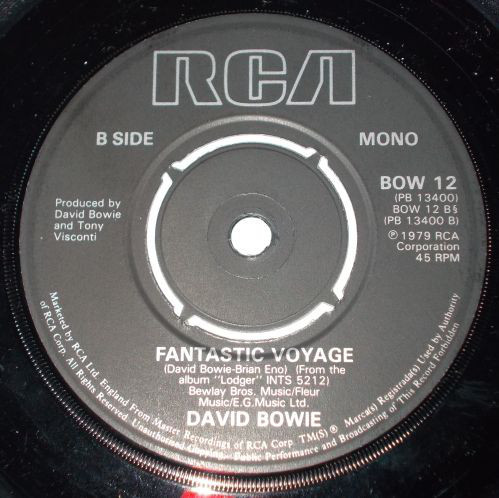 RCA
B SIDE
MONO
Produced by
David Bowie
and Tony
Visconti
BOW 12
(PB 13400)
BOW 12 B§
(PB 13400 B)
℗ 1979 RCA
Corporation
45 RPM
FANTASTIC VOYAGE
(David Bowie-Brian Eno) (From the
album "Lodger" INTS 5212)
Bewlay Bros. Music/Fleur
Music/E.G.Music Ltd.
DAVID BOWIE
Marketed by RCA Ltd. England From Master Recordings of RCA Corp. TM(S) ® Marca(s) Registrada(s) Used by Authority
of RCA Corp. All Rights Reserved. Unauthorised Copying, Public Performance and Broadcasting of This Record Forbidden